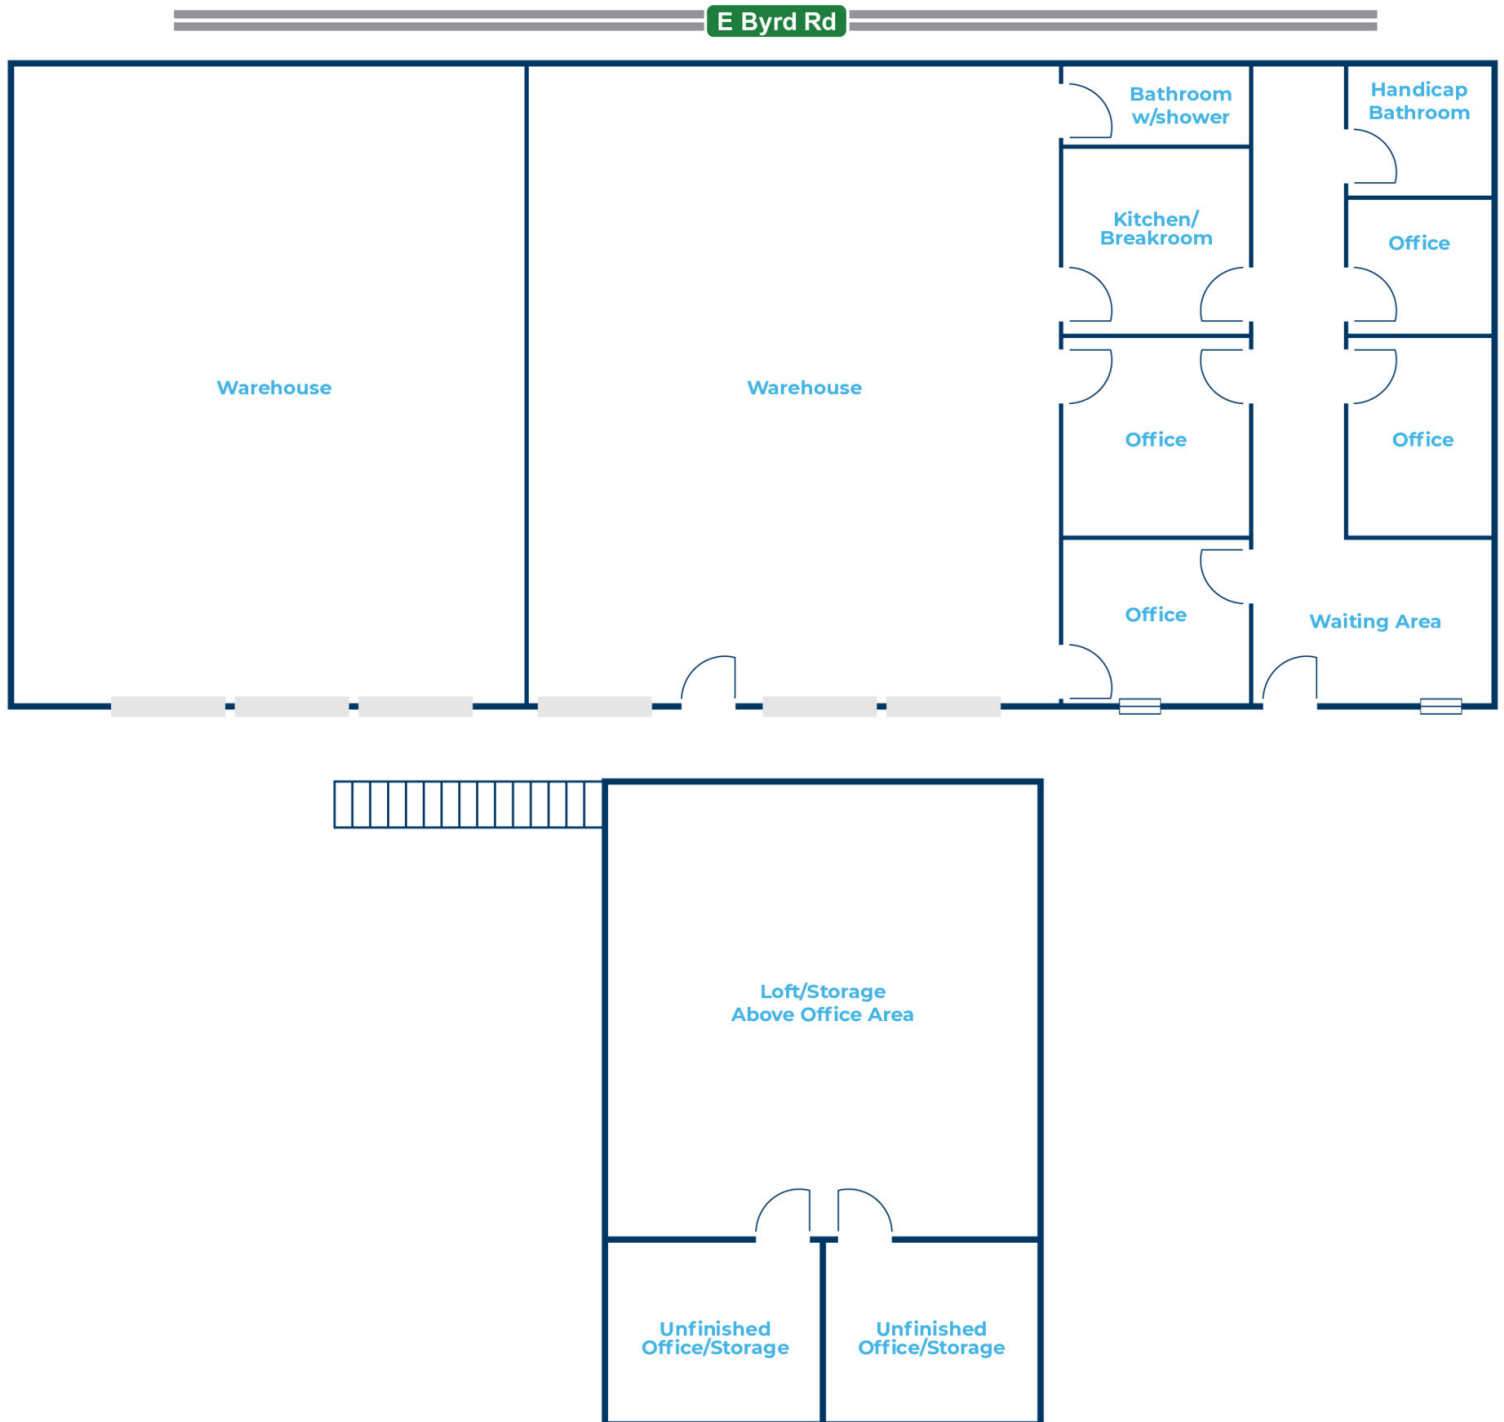 E Byrd Rd
Bathroom
w/shower
Handicap
Bathroom
Kitchen/
Breakroom
Office
Warehouse
Warehouse
Office
Office
Office
Waiting Area
Loft/Storage
Above Office Area
Unfinished
Office/Storage
Unfinished
Office/Storage